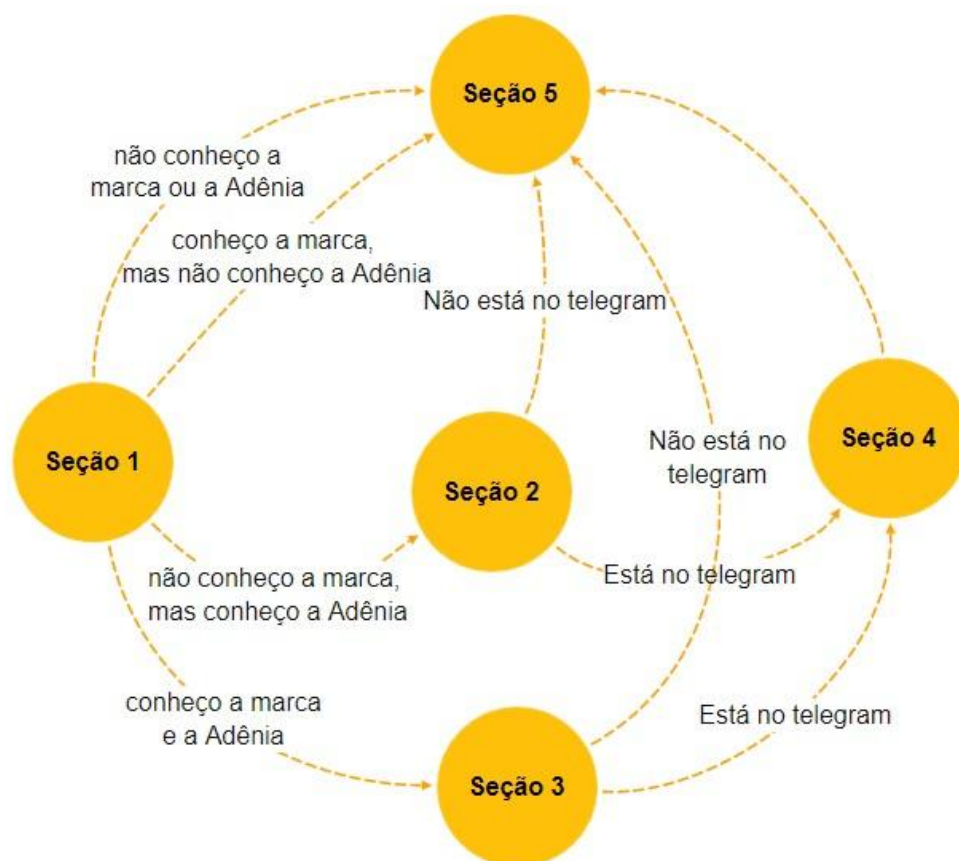 Seção 5
não conheço a
marca ou a Adênia
conheço a marca,
mas não conheço a Adênia
Não está no telegram
Seção 1
Seção 2
Não está no
telegram
Seção 4
Está no telegram
não conheço a marca,
mas conheço a Adênia
conheço a marca
e a Adênia
Está no telegram
Seção 3